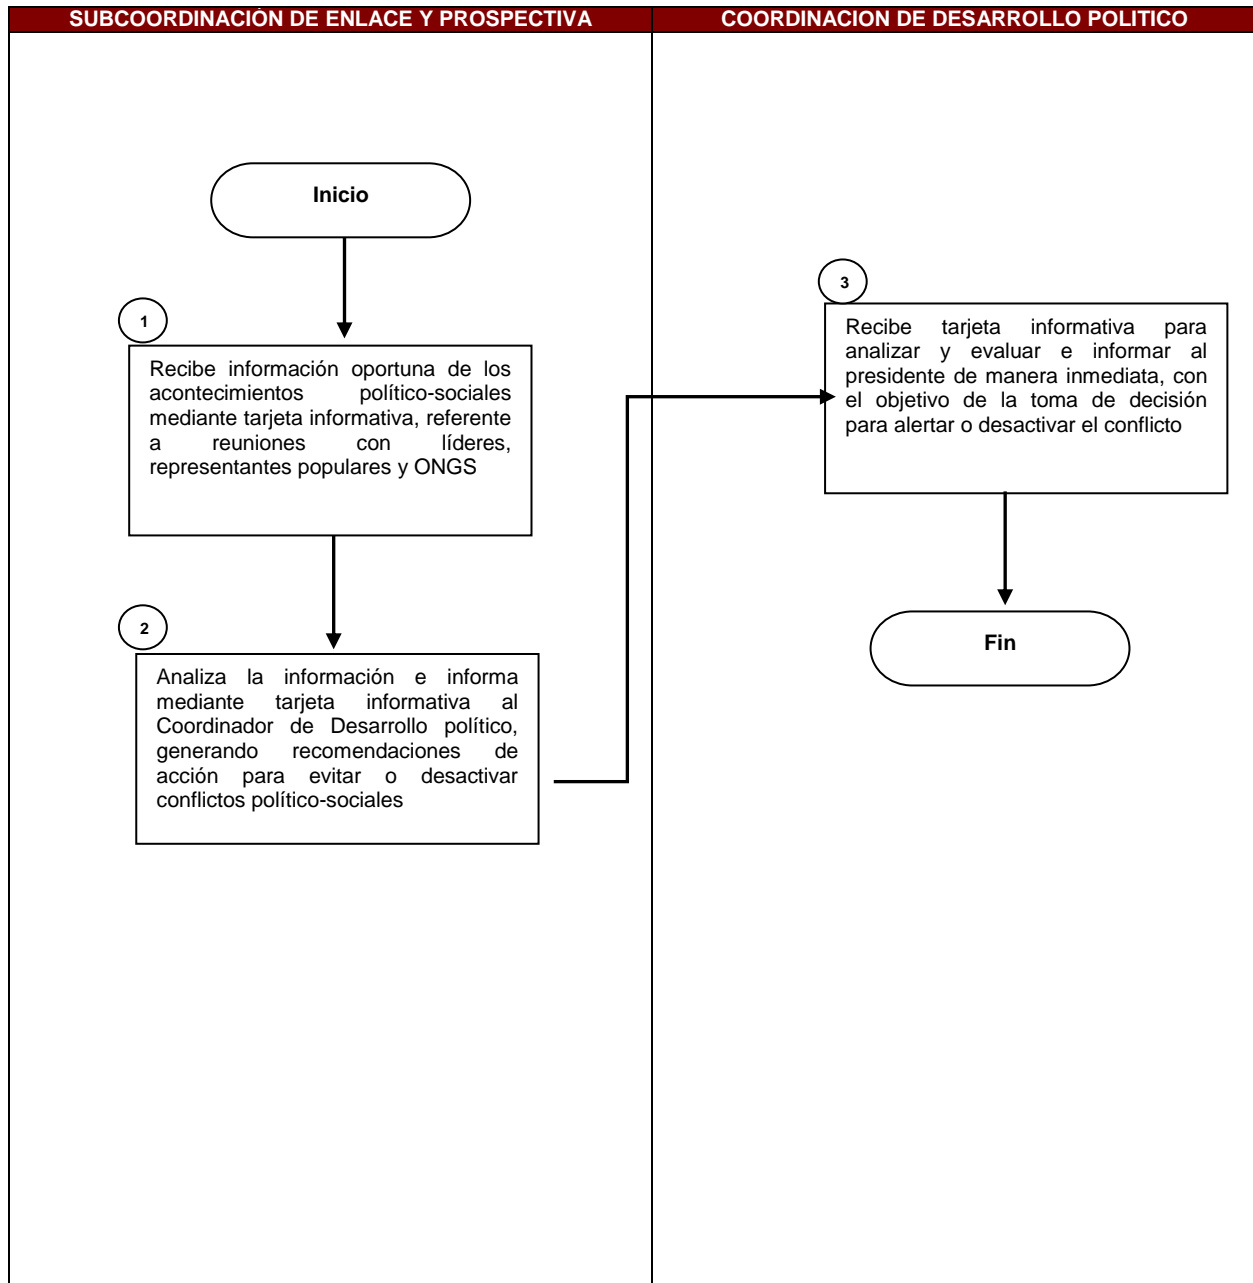 SUBCOORDINACIÓN DE ENLACE Y PROSPECTIVA
COORDINACION DE DESARROLLO POLITICO
Inicio
1
Recibe información oportuna de los
acontecimientos político-sociales
mediante tarjeta informativa, referente
a reuniones con líderes,
representantes populares y ONGS
2
Analiza la información e informa
mediante tarjeta informativa al
Coordinador de Desarrollo político,
generando recomendaciones de
acción para evitar o desactivar
conflictos político-sociales
3
Recibe tarjeta informativa para
analizar y evaluar e informar al
presidente de manera inmediata, con
el objetivo de la toma de decisión
para alertar o desactivar el conflicto
Fin